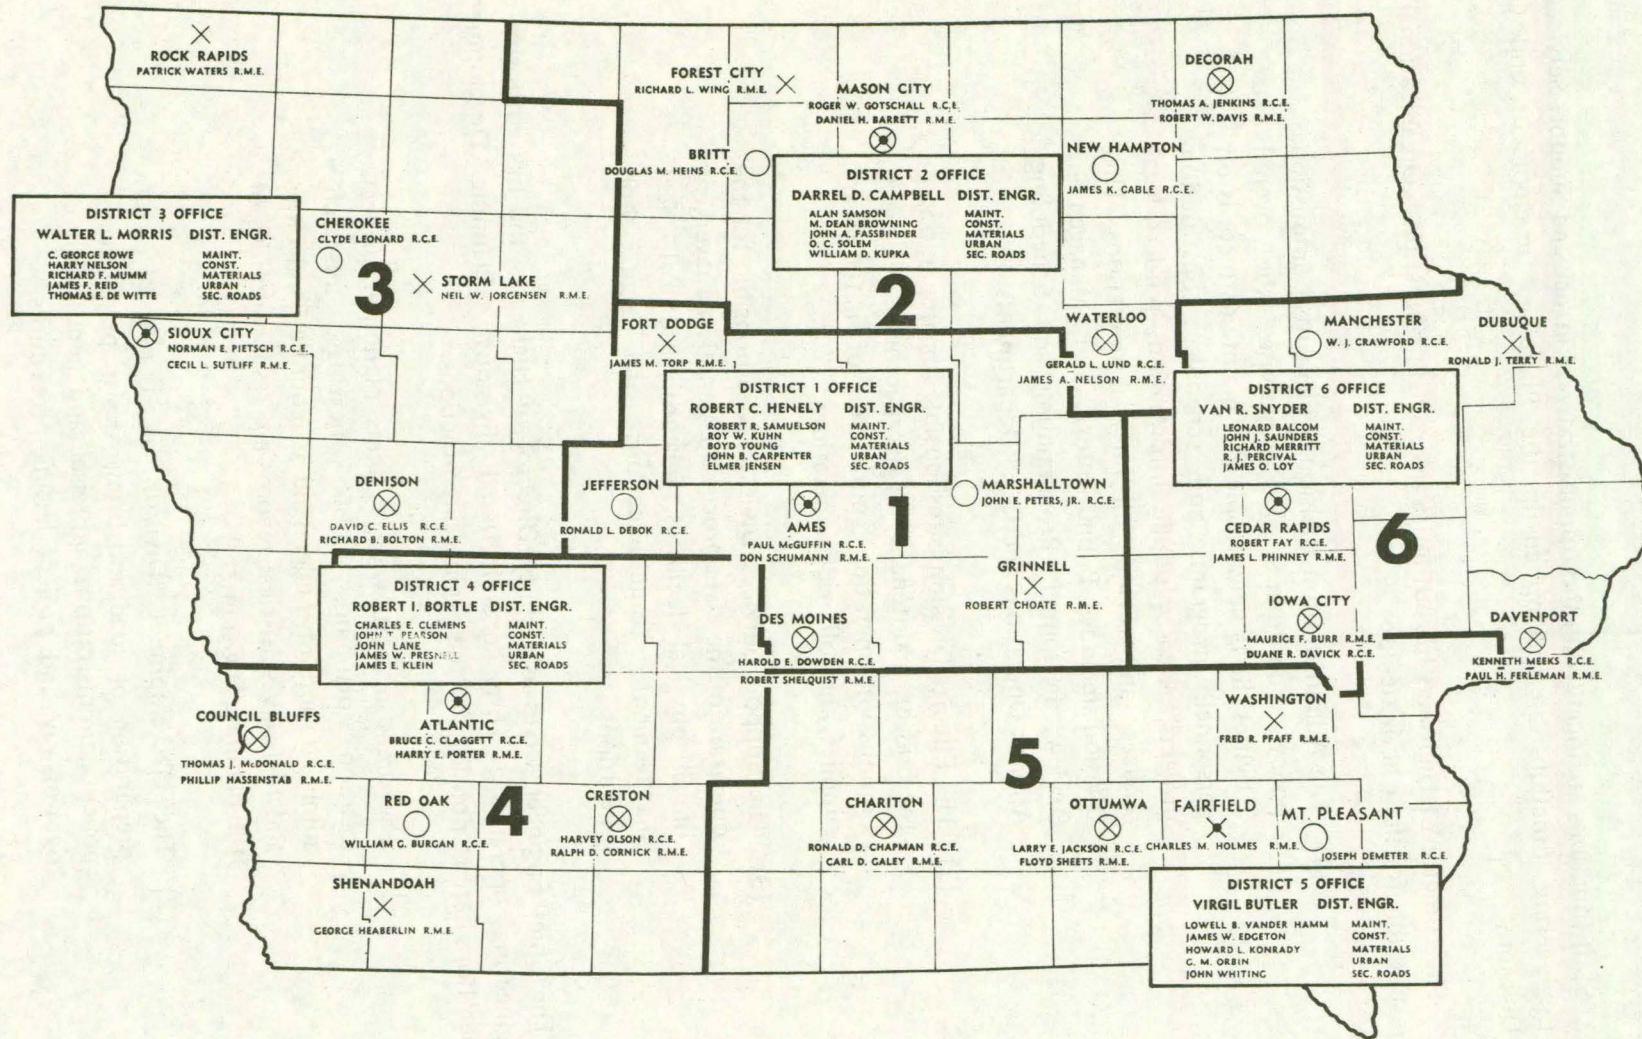 ROCK RAPIDS
PATRICK WATERS R.M.E.
FOREST CITY
RICHARD L. WING R.M.E.
MASON CITY
ROGER W. GOTSCHALL R.C.E.
DANIEL H. BARRETT R.M.E.
DECORAH
THOMAS A. JENKINS R.C.E.
ROBERT W. DAVIS R.M.E.
BRITT
DOUGLAS M. HEINS R.C.E.
NEW HAMPTON
JAMES K. CABLE R.C.E.
DISTRICT 2 OFFICE
DARREL D. CAMPBELL DIST. ENGR.
ALAN SAMSON MAINT.
M. DEAN BROWNING CONST.
JOHN A. FASSBINDER MATERIALS
O. C. SOLEM URBAN
WILLIAM D. KUPKA SEC. ROADS
2
DISTRICT 3 OFFICE
WALTER L. MORRIS DIST. ENGR.
C. GEORGE ROWE MAINT.
HARRY NELSON CONST.
RICHARD F. MUMM MATERIALS
JAMES F. REID URBAN
THOMAS E. DE WITTE SEC. ROADS
CHEROKEE
CLYDE LEONARD R.C.E.
3
STORM LAKE
NEIL W. JORGENSEN R.M.E.
SIOUX CITY
NORMAN E. PIETSCH R.C.E.
CECIL L. SUTLIFF R.M.E.
FORT DODGE
JAMES M. TORP R.M.E.
WATERLOO
GERALD L. LUND R.C.E.
JAMES A. NELSON R.M.E.
MANCHESTER
W. J. CRAWFORD R.C.E.
DUBUQUE
RONALD J. TERRY R.M.E.
DISTRICT 1 OFFICE
ROBERT C. HENELY DIST. ENGR.
ROBERT R. SAMUELSON MAINT.
ROY W. KUHN CONST.
BOYD YOUNG MATERIALS
JOHN B. CARPENTER URBAN
ELMER JENSEN SEC. ROADS
DISTRICT 6 OFFICE
VAN R. SNYDER DIST. ENGR.
LEONARD BALCOM MAINT.
JOHN J. SAUNDERS CONST.
RICHARD MERRITT MATERIALS
R. J. PERCIVAL URBAN
JAMES O. LOY SEC. ROADS
DENISON
DAVID C. ELLIS R.C.E.
RICHARD B. BOLTON R.M.E.
JEFFERSON
RONALD L. DEBOK R.C.E.
AMES
PAUL McGUFFIN R.C.E.
DON SCHUMANN R.M.E.
1
MARSHALLTOWN
JOHN E. PETERS, JR. R.C.E.
CEDAR RAPIDS
ROBERT FAY R.C.E.
JAMES L. PHINNEY R.M.E.
6
GRINNELL
ROBERT CHOATE R.M.E.
DISTRICT 4 OFFICE
ROBERT I. BORTLE DIST. ENGR.
CHARLES E. CLEMENS MAINT.
JOHN T. PEARSON CONST.
JOHN LANE MATERIALS
JAMES W. PRESNELL URBAN
JAMES E. KLEIN SEC. ROADS
DES MOINES
HAROLD E. DOWDEN R.C.E.
ROBERT SHELQUIST R.M.E.
IOWA CITY
MAURICE F. BURR R.M.E.
DUANE R. DAVICK R.C.E.
DAVENPORT
KENNETH MEEKS R.C.E.
PAUL H. FERLEMAN R.M.E.
COUNCIL BLUFFS
THOMAS J. McDONALD R.C.E.
PHILLIP HASSENSTAB R.M.E.
ATLANTIC
BRUCE C. CLAGGETT R.C.E.
HARRY E. PORTER R.M.E.
WASHINGTON
FRED R. PFAFF R.M.E.
5
RED OAK
WILLIAM G. BURGAN R.C.E.
4
CRESTON
HARVEY OLSON R.C.E.
RALPH D. CORNICK R.M.E.
CHARITON
RONALD D. CHAPMAN R.C.E.
CARL D. GALEY R.M.E.
OTTUMWA
LARRY E. JACKSON R.C.E.
FLOYD SHEETS R.M.E.
FAIRFIELD
CHARLES M. HOLMES R.M.E.
MT. PLEASANT
JOSEPH DEMETER R.C.E.
SHENANDOAH
GEORGE HEABERLIN R.M.E.
DISTRICT 5 OFFICE
VIRGIL BUTLER DIST. ENGR.
LOWELL B. VANDER HAMM MAINT.
JAMES W. EDGETON CONST.
HOWARD L. KONRADY MATERIALS
G. M. ORBIN URBAN
JOHN WHITING SEC. ROADS